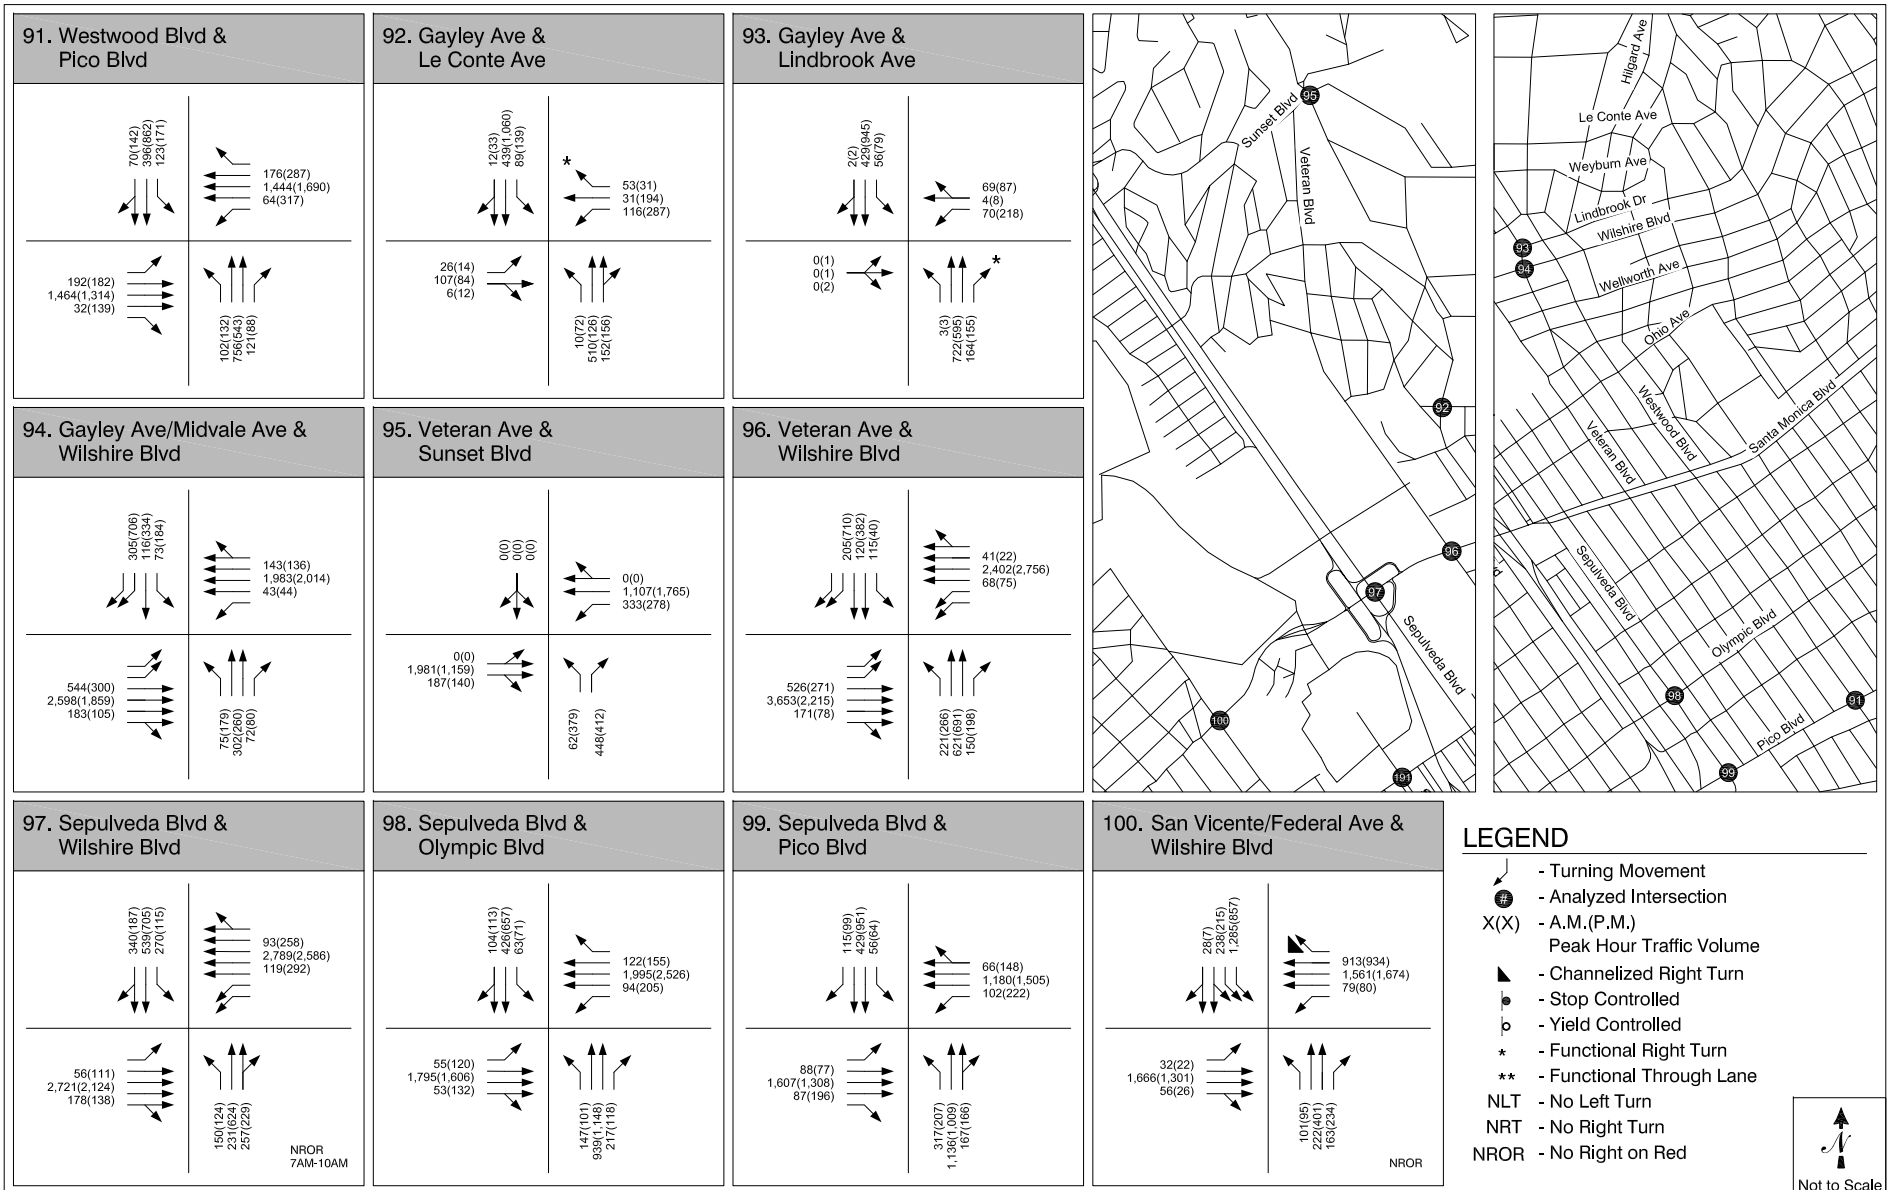 91. Westwood Blvd &
Pico Blvd
70(142)
396(862)
123(171)
176(287)
1,444(1,690)
64(317)
192(182)
1,464(1,314)
32(139)
102(132)
756(543)
121(88)
92. Gayley Ave &
Le Conte Ave
12(33)
439(1,060)
89(139)
*
53(31)
31(194)
116(287)
26(14)
107(84)
6(12)
10(72)
510(126)
152(156)
93. Gayley Ave &
Lindbrook Ave
2(2)
429(945)
56(79)
69(87)
4(8)
70(218)
0(1)
0(1)
0(2)
*
3(3)
722(595)
164(155)
94. Gayley Ave/Midvale Ave &
Wilshire Blvd
305(706)
116(334)
73(184)
143(136)
1,983(2,014)
43(44)
544(300)
2,598(1,859)
183(105)
75(179)
302(260)
72(80)
95. Veteran Ave &
Sunset Blvd
0(0)
0(0)
0(0)
0(0)
1,107(1,765)
333(278)
0(0)
1,981(1,159)
187(140)
62(379)
448(412)
96. Veteran Ave &
Wilshire Blvd
205(710)
120(382)
115(40)
41(22)
2,402(2,756)
68(75)
526(271)
3,653(2,215)
171(78)
221(266)
621(691)
150(198)
97. Sepulveda Blvd &
Wilshire Blvd
340(187)
539(705)
270(115)
93(258)
2,789(2,586)
119(292)
56(111)
2,721(2,124)
178(138)
150(124)
231(624)
257(229)
NROR
7AM-10AM
98. Sepulveda Blvd &
Olympic Blvd
104(113)
426(657)
63(71)
122(155)
1,995(2,526)
94(205)
55(120)
1,795(1,606)
53(132)
147(101)
939(1,148)
217(118)
99. Sepulveda Blvd &
Pico Blvd
115(99)
429(951)
56(64)
66(148)
1,180(1,505)
102(222)
88(77)
1,607(1,308)
87(196)
317(207)
1,136(1,009)
167(166)
100. San Vicente/Federal Ave &
Wilshire Blvd
28(7)
238(215)
1,285(857)
913(934)
1,561(1,674)
79(80)
32(22)
1,666(1,301)
56(26)
101(95)
222(401)
163(234)
NROR
95
Sunset Blvd
Veteran Blvd
92
96
97
Sepulveda Blvd
100
191
Hilgard Ave
Le Conte Ave
Weyburn Ave
Lindbrook Dr
Wilshire Blvd
93
94
Wellworth Ave
Ohio Ave
Westwood Blvd
Veteran Blvd
Santa Monica Blvd
Sepulveda Blvd
Olympic Blvd
98
91
Pico Blvd
99
LEGEND
- Turning Movement
# - Analyzed Intersection
X(X) - A.M.(P.M.)
Peak Hour Traffic Volume
- Channelized Right Turn
- Stop Controlled
- Yield Controlled
* - Functional Right Turn
** - Functional Through Lane
NLT - No Left Turn
NRT - No Right Turn
NROR - No Right on Red
N
Not to Scale